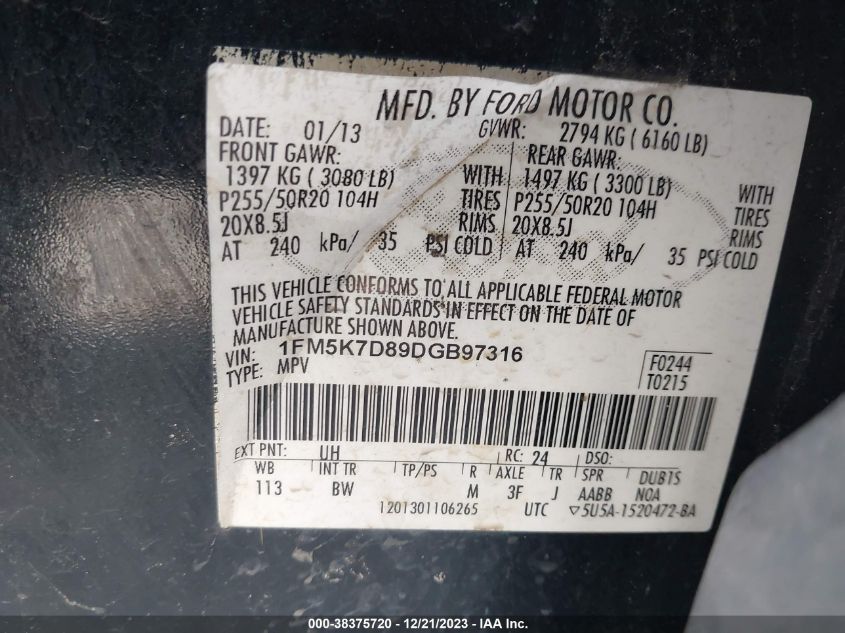 MFD. BY FORD MOTOR CO.
DATE: 01/13 GVWR: 2794 KG ( 6160 LB)
FRONT GAWR: REAR GAWR:
1397 KG ( 3080 LB) WITH 1497 KG ( 3300 LB) WITH
P255/50R20 104H TIRES P255/50R20 104H TIRES
20X8.5J RIMS 20X8.5J RIMS
AT 240 kPa/ 35 PSI COLD AT 240 kPa/ 35 PSI COLD
THIS VEHICLE CONFORMS TO ALL APPLICABLE FEDERAL MOTOR
VEHICLE SAFETY STANDARDS IN EFFECT ON THE DATE OF
MANUFACTURE SHOWN ABOVE.
VIN: 1FM5K7D89DGB97316
TYPE: MPV
F0244
T0215
EXT PNT: UH RC: 24 DSO:
WB INT TR TP/PS R AXLE TR SPR DUBTS
113 BW M 3F J AABB NOA
1201301106265 UTC ▽5U5A-1520472-BA
000-38375720 - 12/21/2023 - IAA Inc.